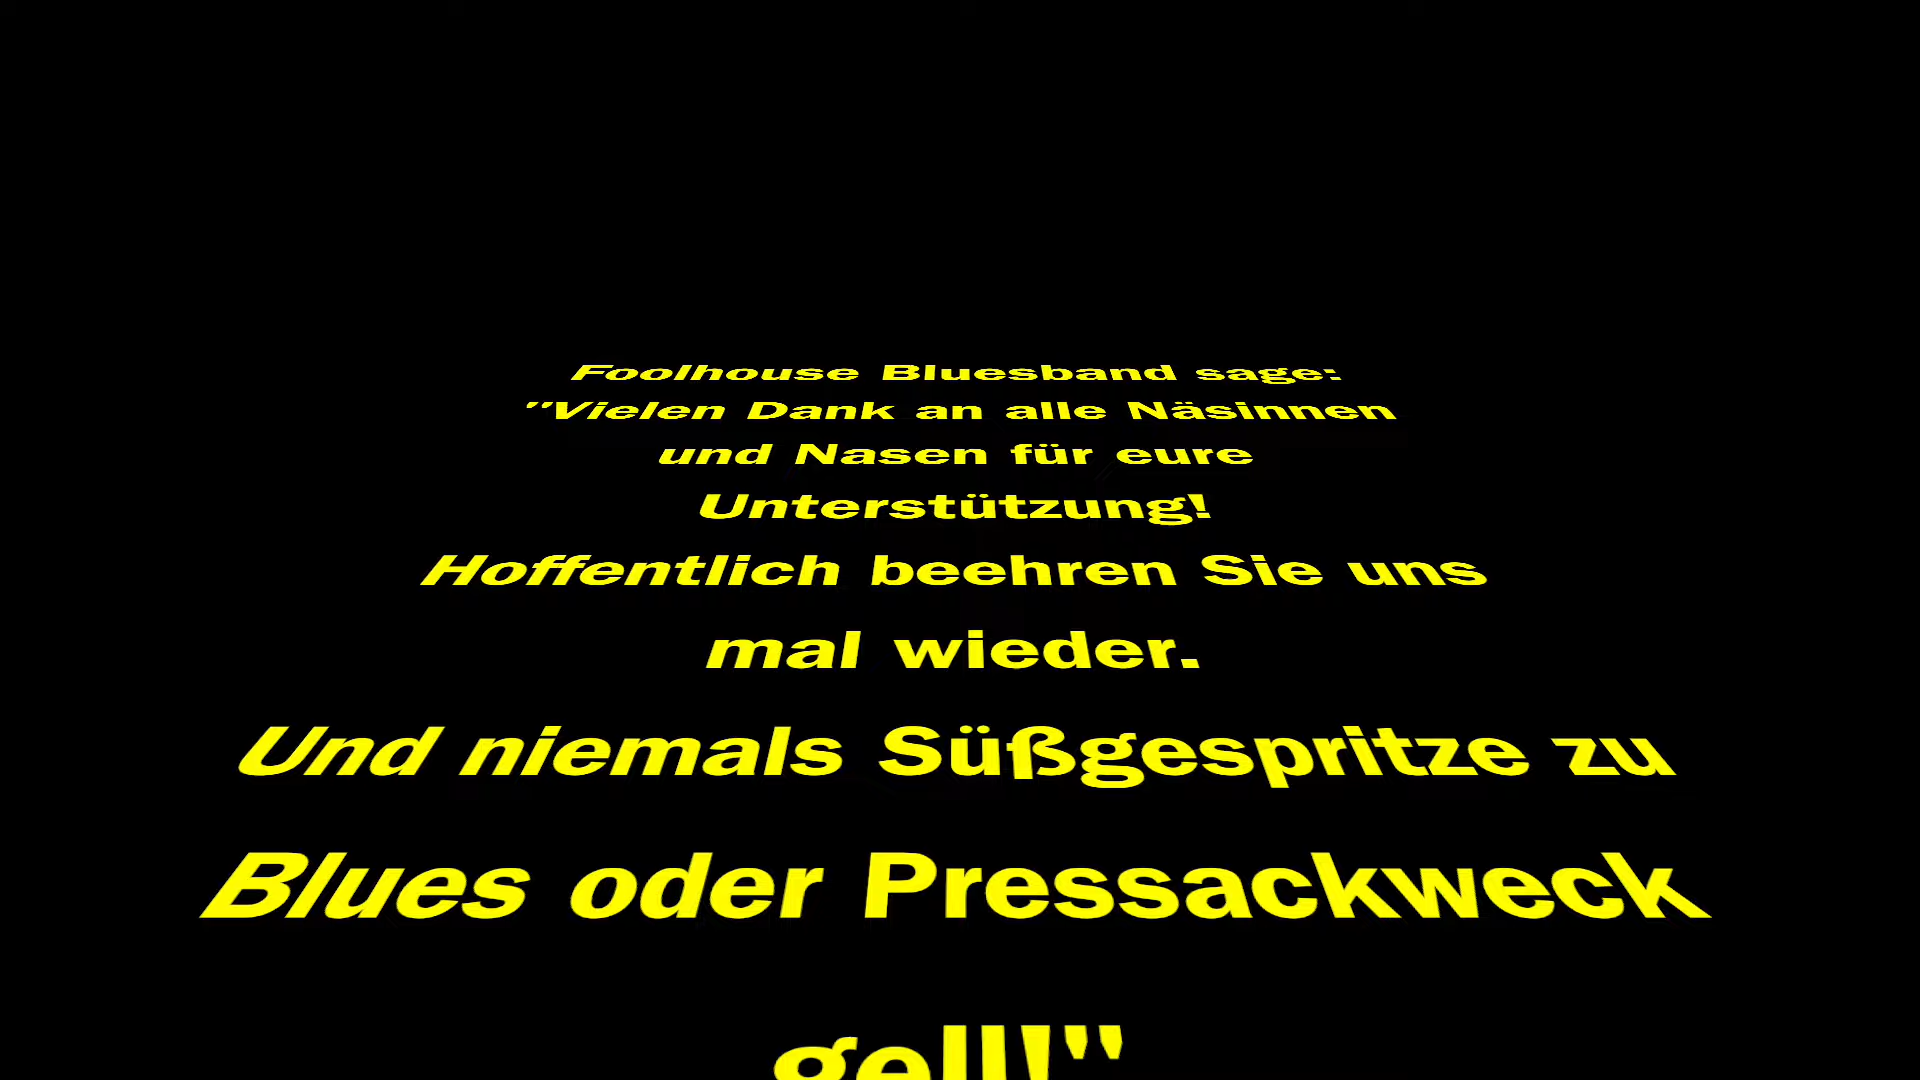 Foolhouse Bluesband sage:
"Vielen Dank an alle Näsinnen
und Nasen für eure
Unterstützung!
Hoffentlich beehren Sie uns
mal wieder.
Und niemals Süßgespritze zu
Blues oder Pressackweck
gell!"